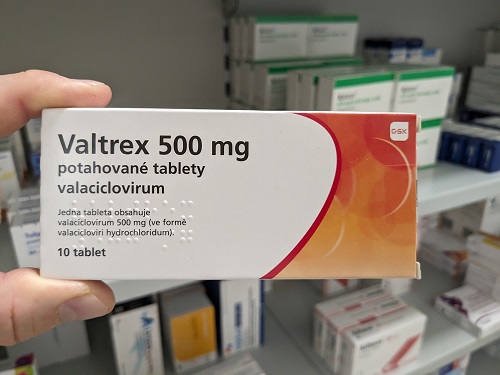 Valtrex 500 mg
potahované tablety
valaciclovirum
Jedna tableta obsahuje
valaciclovirum 500 mg (ve formě
valacicloviri hydrochloridum).
10 tablet
GSK